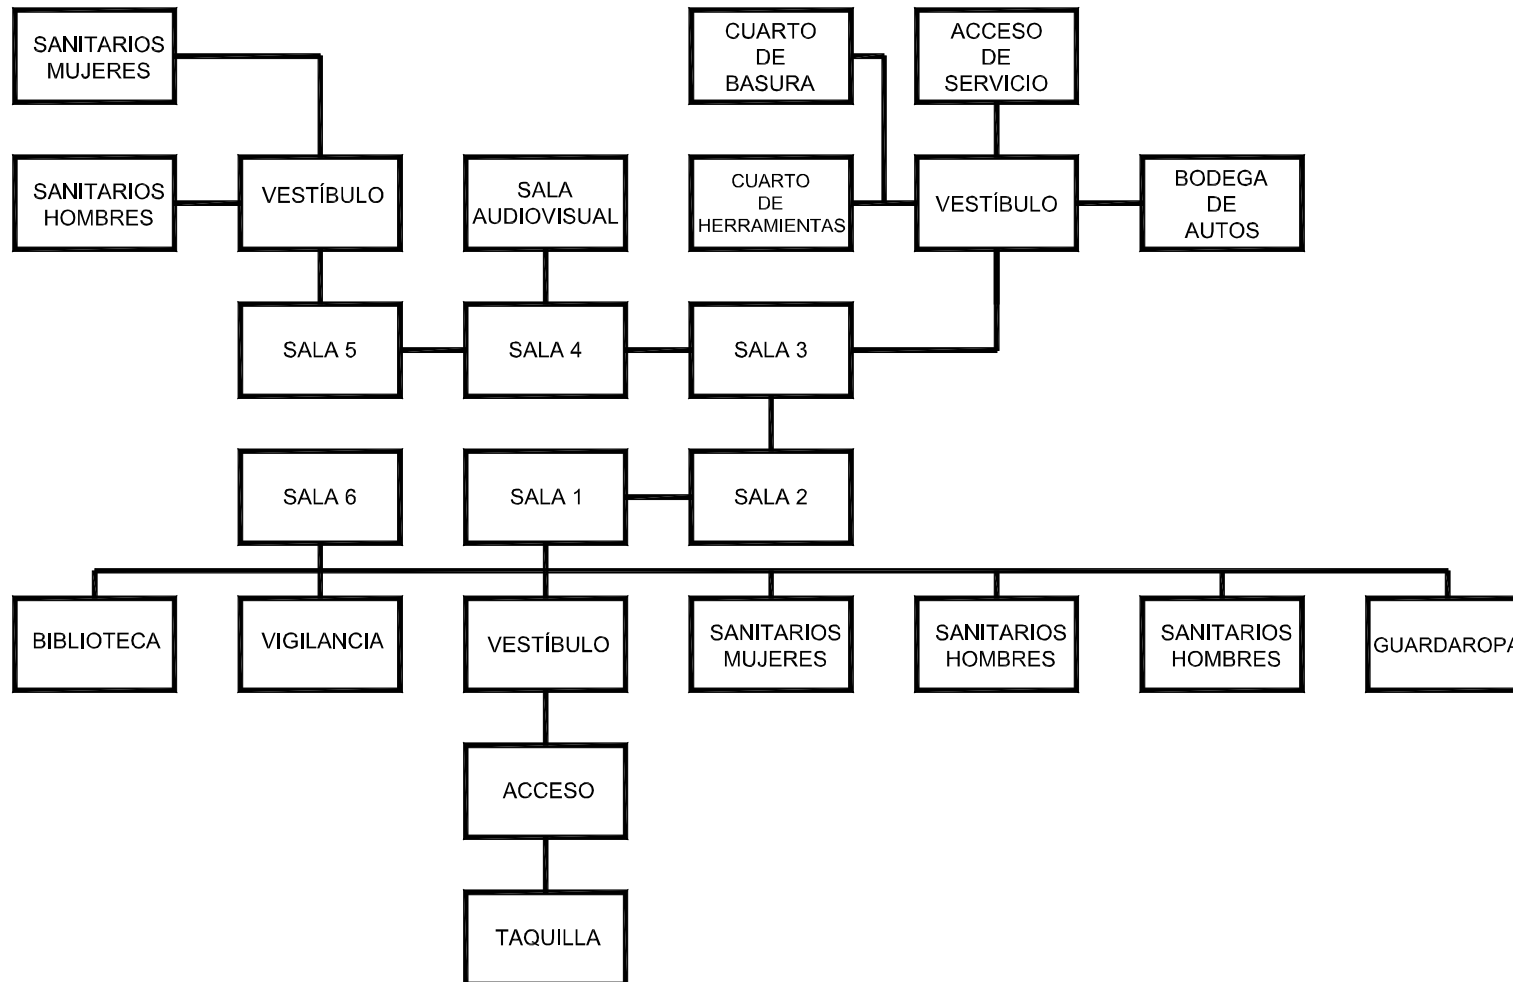 SANITARIOS
MUJERES
CUARTO
DE
BASURA
ACCESO
DE
SERVICIO
SANITARIOS
HOMBRES
VESTÍBULO
SALA
AUDIOVISUAL
CUARTO
DE
HERRAMIENTAS
VESTÍBULO
BODEGA
DE
AUTOS
SALA 5
SALA 4
SALA 3
SALA 6
SALA 1
SALA 2
BIBLIOTECA
VIGILANCIA
VESTÍBULO
SANITARIOS
MUJERES
SANITARIOS
HOMBRES
SANITARIOS
HOMBRES
GUARDAROPA
ACCESO
TAQUILLA